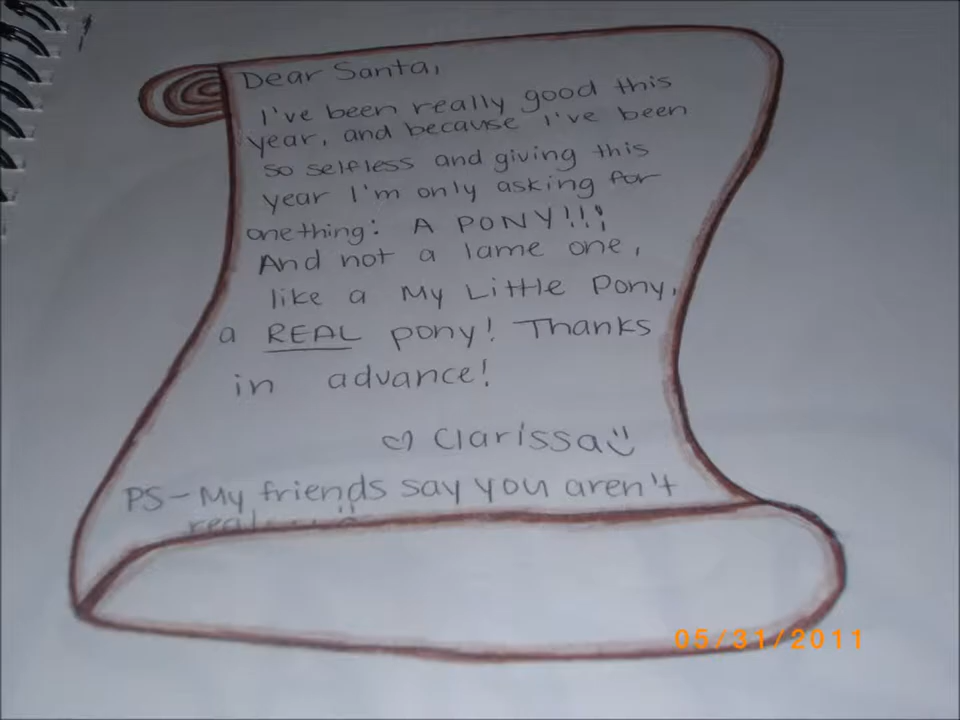 Dear Santa,
I've been really good this
year, and because I've been
so selfless and giving this
year I'm only asking for
one thing: A PONY!!!
And not a lame one,
like a My Little Pony,
a REAL pony! Thanks
in advance!
♡ Clarissa :)
PS-My friends say you aren't
real....
05/31/2011